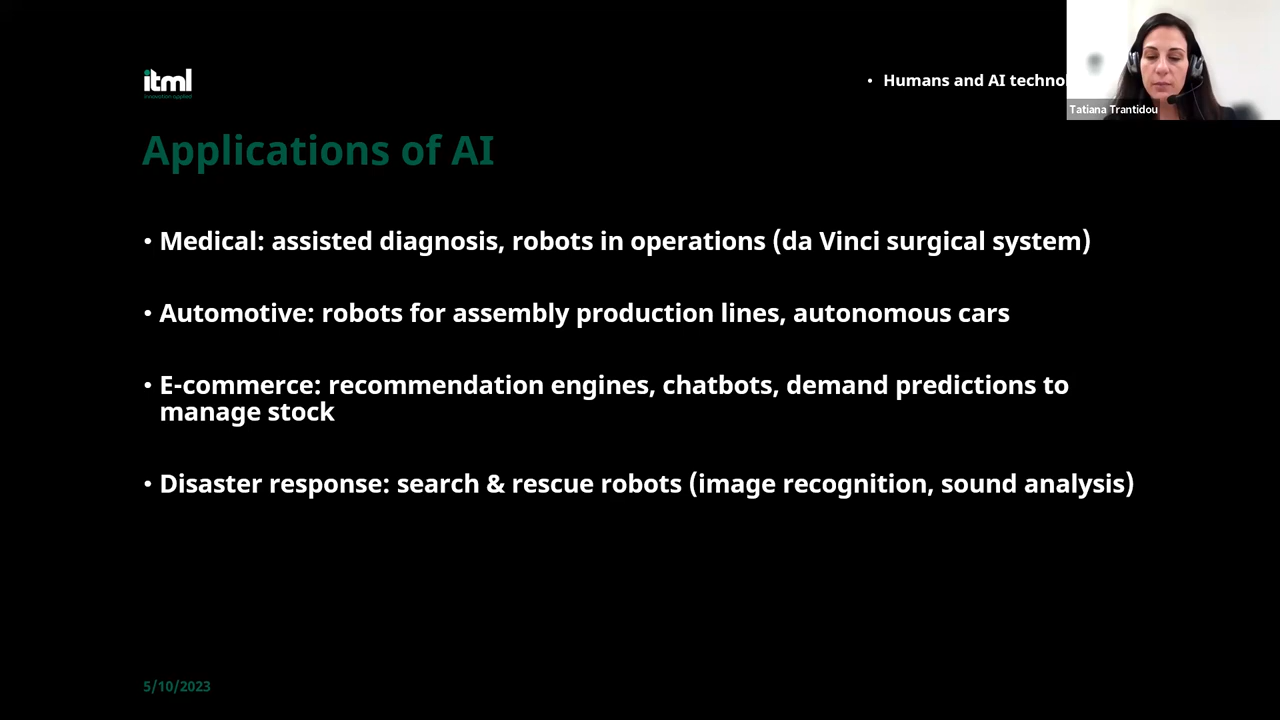 itml
innovation applied
• Humans and AI
Tatiana Trantidou
Applications of AI
• Medical: assisted diagnosis, robots in operations (da Vinci surgical system)
• Automotive: robots for assembly production lines, autonomous cars
• E-commerce: recommendation engines, chatbots, demand predictions to
manage stock
• Disaster response: search & rescue robots (image recognition, sound analysis)
5/10/2023